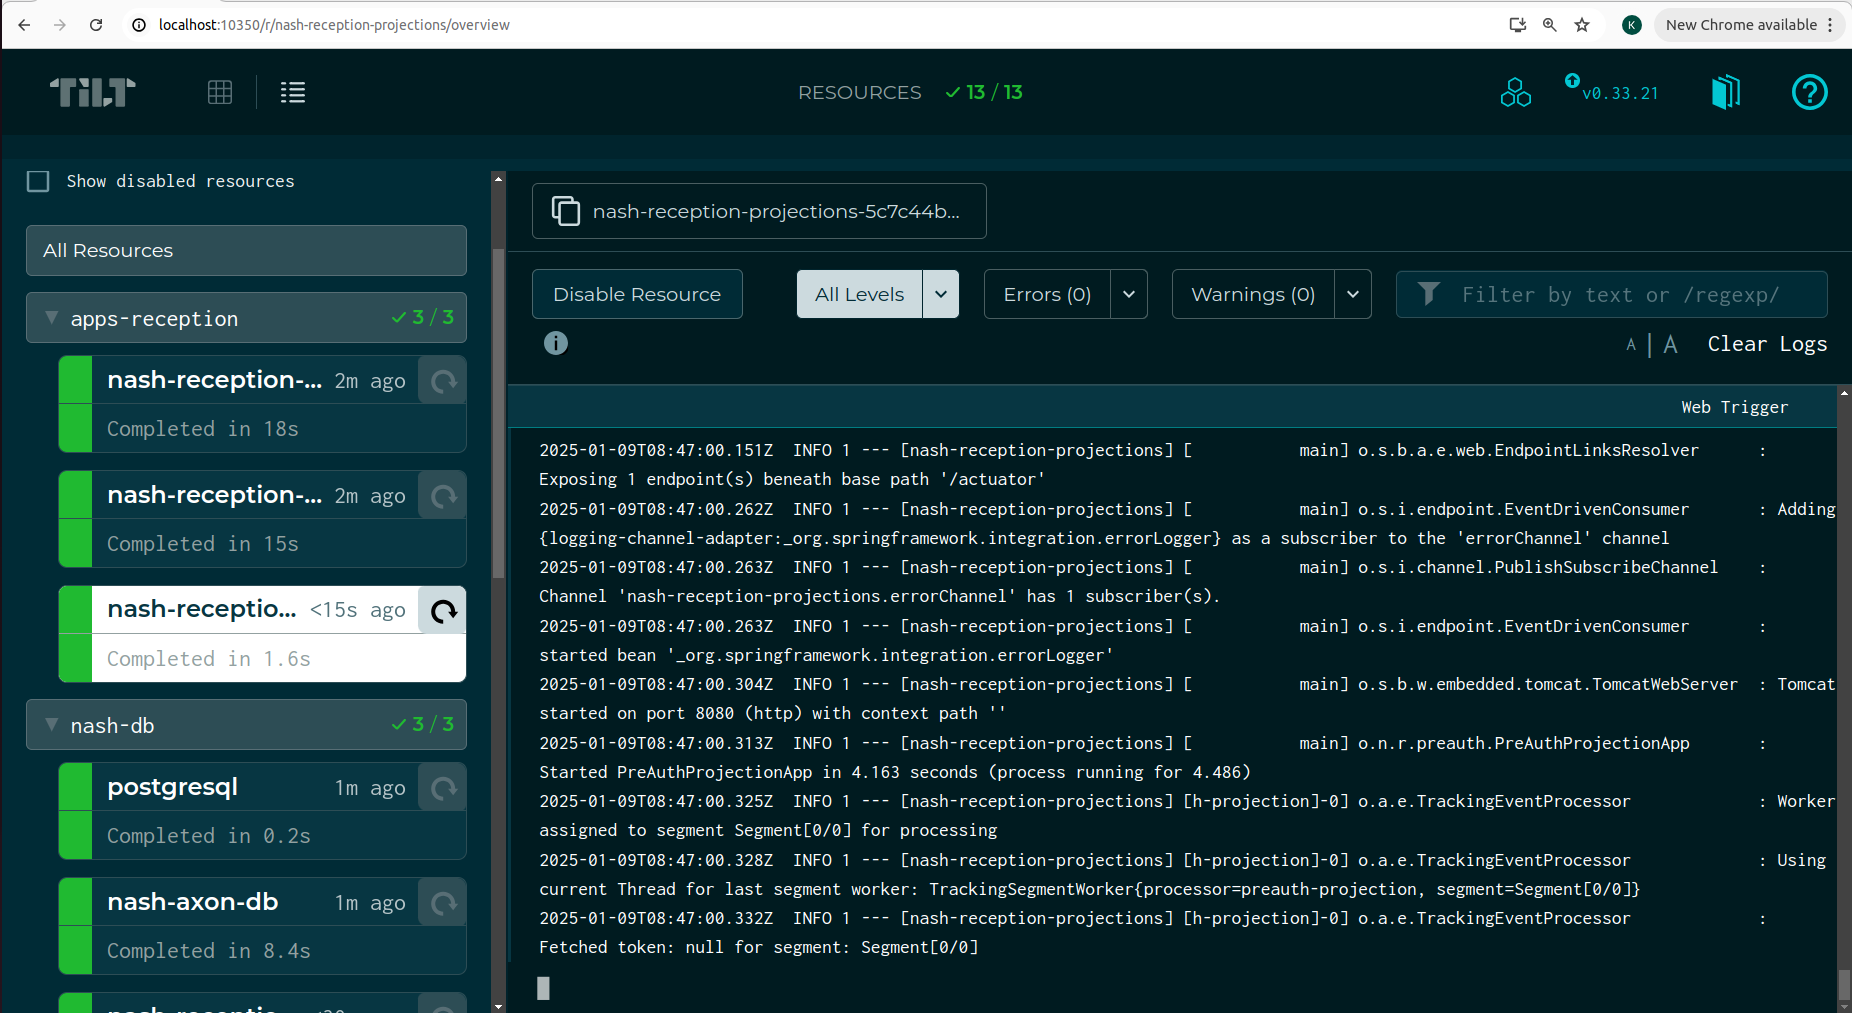 localhost:10350/r/nash-reception-projections/overview
K
New Chrome available
TILT
RESOURCES 13 / 13
v0.33.21
?
Show disabled resources
All Resources
apps-reception 3 / 3
nash-reception-... 2m ago
Completed in 18s
nash-reception-... 2m ago
Completed in 15s
nash-receptio... <15s ago
Completed in 1.6s
nash-db 3 / 3
postgresql 1m ago
Completed in 0.2s
nash-axon-db 1m ago
Completed in 8.4s
nash-reception-projections-5c7c44b...
Disable Resource
All Levels
Errors (0)
Warnings (0)
Filter by text or /regexp/
i
A | A Clear Logs
Web Trigger
2025-01-09T08:47:00.151Z  INFO 1 --- [nash-reception-projections] [           main] o.s.b.a.e.web.EndpointLinksResolver      :
Exposing 1 endpoint(s) beneath base path '/actuator'
2025-01-09T08:47:00.262Z  INFO 1 --- [nash-reception-projections] [           main] o.s.i.endpoint.EventDrivenConsumer       : Adding
{logging-channel-adapter:_org.springframework.integration.errorLogger} as a subscriber to the 'errorChannel' channel
2025-01-09T08:47:00.263Z  INFO 1 --- [nash-reception-projections] [           main] o.s.i.channel.PublishSubscribeChannel    :
Channel 'nash-reception-projections.errorChannel' has 1 subscriber(s).
2025-01-09T08:47:00.263Z  INFO 1 --- [nash-reception-projections] [           main] o.s.i.endpoint.EventDrivenConsumer       :
started bean '_org.springframework.integration.errorLogger'
2025-01-09T08:47:00.304Z  INFO 1 --- [nash-reception-projections] [           main] o.s.b.w.embedded.tomcat.TomcatWebServer  : Tomcat
started on port 8080 (http) with context path ''
2025-01-09T08:47:00.313Z  INFO 1 --- [nash-reception-projections] [           main] o.n.r.preauth.PreAuthProjectionApp       :
Started PreAuthProjectionApp in 4.163 seconds (process running for 4.486)
2025-01-09T08:47:00.325Z  INFO 1 --- [nash-reception-projections] [h-projection]-0] o.a.e.TrackingEventProcessor             : Worker
assigned to segment Segment[0/0] for processing
2025-01-09T08:47:00.328Z  INFO 1 --- [nash-reception-projections] [h-projection]-0] o.a.e.TrackingEventProcessor             : Using
current Thread for last segment worker: TrackingSegmentWorker{processor=preauth-projection, segment=Segment[0/0]}
2025-01-09T08:47:00.332Z  INFO 1 --- [nash-reception-projections] [h-projection]-0] o.a.e.TrackingEventProcessor             :
Fetched token: null for segment: Segment[0/0]